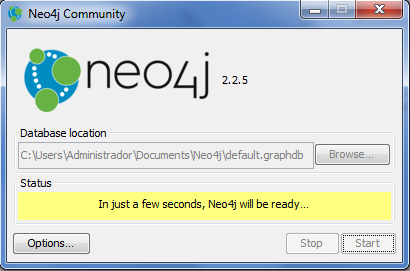 Neo4j Community
neo4j 2.2.5
Database location
C:\Users\Administrador\Documents\Neo4j\default.graphdb
Browse...
Status
In just a few seconds, Neo4j will be ready...
Options...
Stop
Start